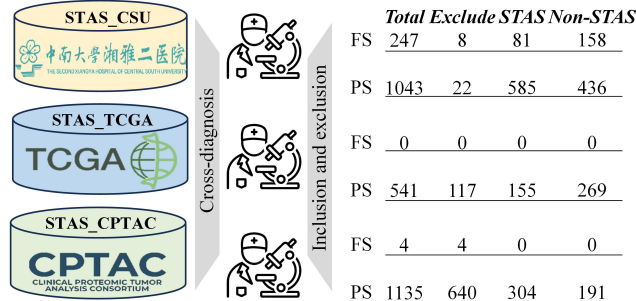 STAS_CSU
中南大學湘雅二医院
THE SECOND XIANGYA HOSPITAL OF CENTRAL SOUTH UNIVERSITY
STAS_TCGA
TCGA
STAS_CPTAC
CPTAC
CLINICAL PROTEOMIC TUMOR
ANALYSIS CONSORTIUM
Cross-diagnosis
Inclusion and exclusion
Total Exclude STAS Non-STAS
FS 247 8 81 158
PS 1043 22 585 436
FS 0 0 0 0
PS 541 117 155 269
FS 4 4 0 0
PS 1135 640 304 191